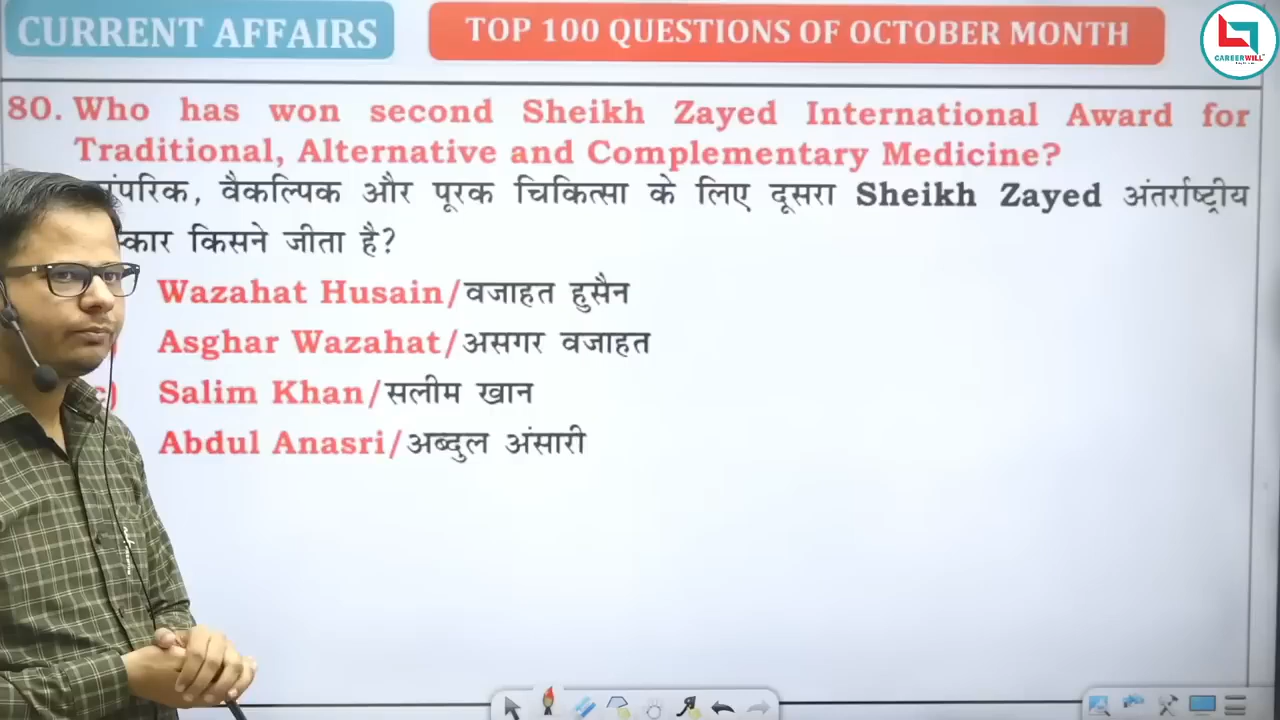 CURRENT AFFAIRS
TOP 100 QUESTIONS OF OCTOBER MONTH
CAREERWILL
80. Who has won second Sheikh Zayed International Award for
Traditional, Alternative and Complementary Medicine?
वैकल्पिक और पूरक चिकित्सा के लिए दूसरा Sheikh Zayed अंतर्राष्ट्रीय
किसने जीता है?
Wazahat Husain/वजाहत हुसैन
Asghar Wazahat/असगर वजाहत
c) Salim Khan/सलीम खान
Abdul Anasri/अब्दुल अंसारी